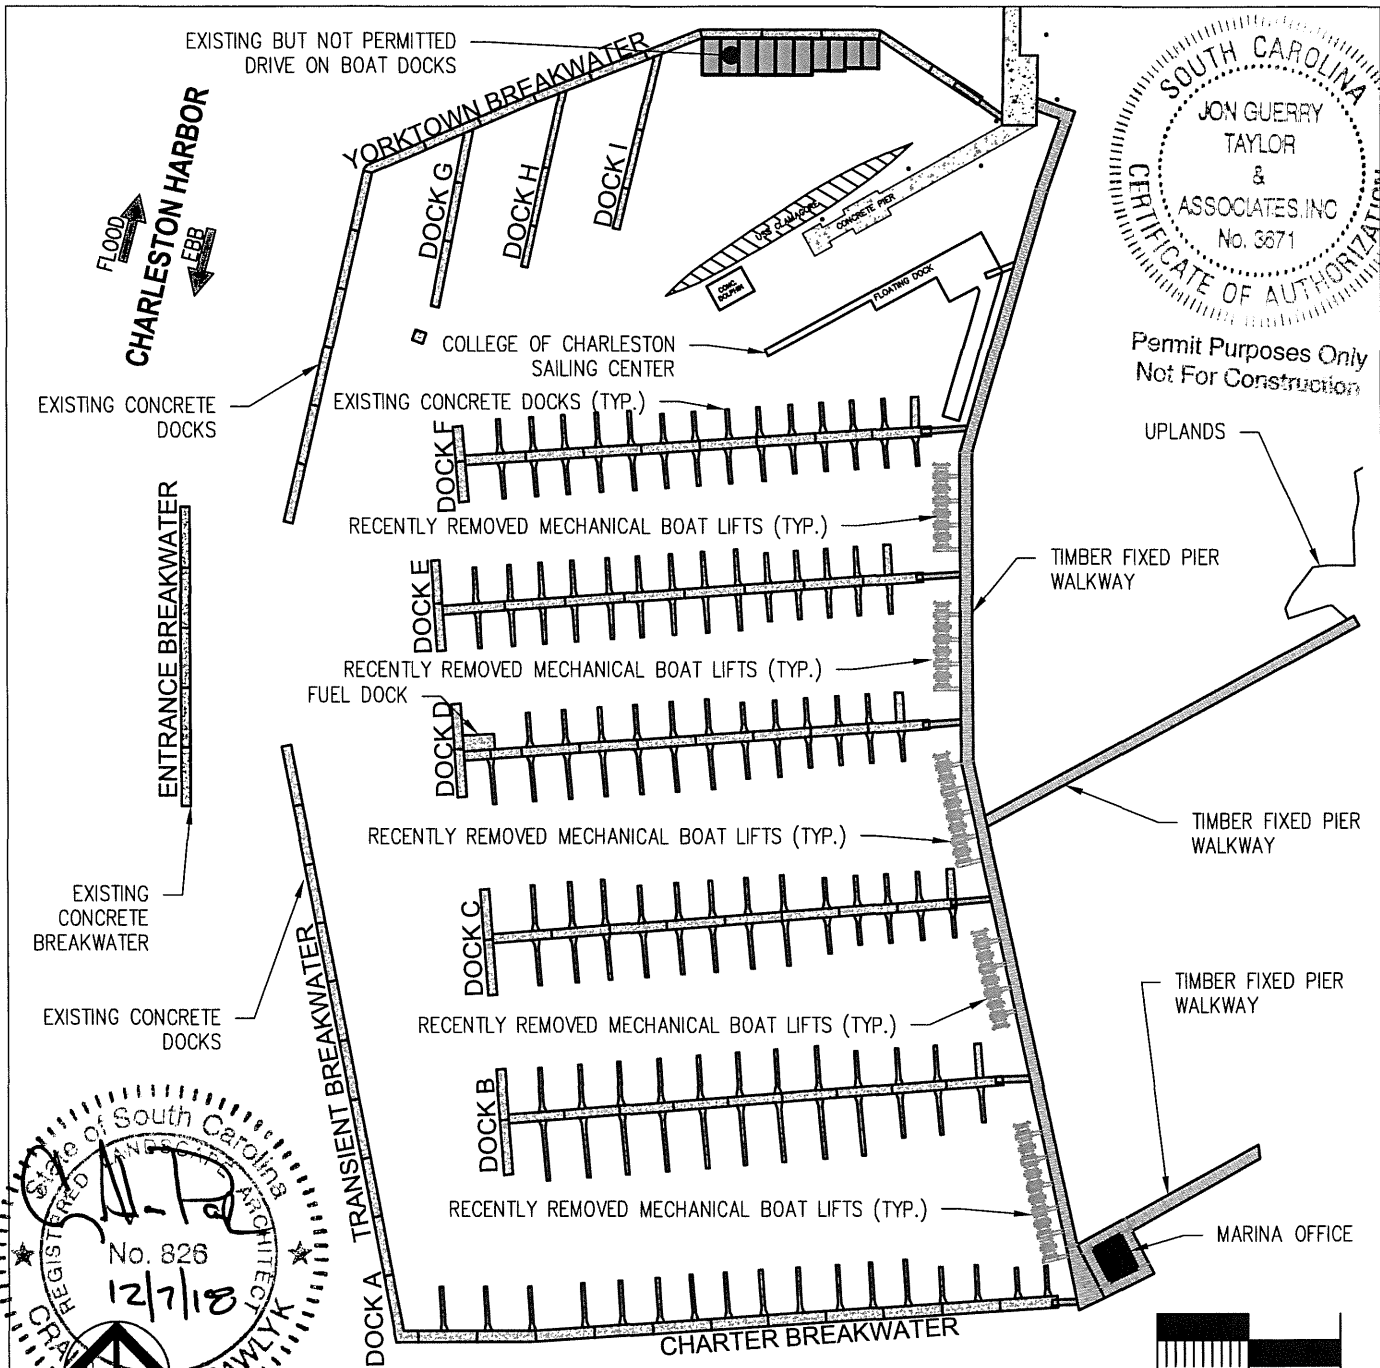 EXISTING BUT NOT PERMITTED
DRIVE ON BOAT DOCKS
YORKTOWN BREAKWATER
SOUTH CAROLINA
JON GUERRY
TAYLOR
&
ASSOCIATES, INC
No. 3671
CERTIFICATE OF AUTHORIZATION
Permit Purposes Only
Not For Construction
CHARLESTON HARBOR
FLOOD
EBB
DOCK G
DOCK H
DOCK I
USS CLAMAGORE
CONCRETE PIER
CONC.
DOLPHIN
FLOATING DOCK
COLLEGE OF CHARLESTON
SAILING CENTER
EXISTING CONCRETE
DOCKS
EXISTING CONCRETE DOCKS (TYP.)
UPLANDS
DOCK F
RECENTLY REMOVED MECHANICAL BOAT LIFTS (TYP.)
ENTRANCE BREAKWATER
TIMBER FIXED PIER
WALKWAY
DOCK E
RECENTLY REMOVED MECHANICAL BOAT LIFTS (TYP.)
FUEL DOCK
DOCK D
RECENTLY REMOVED MECHANICAL BOAT LIFTS (TYP.)
TIMBER FIXED PIER
WALKWAY
EXISTING
CONCRETE
BREAKWATER
DOCK C
EXISTING CONCRETE
DOCKS
TRANSIENT BREAKWATER
RECENTLY REMOVED MECHANICAL BOAT LIFTS (TYP.)
TIMBER FIXED PIER
WALKWAY
DOCK B
RECENTLY REMOVED MECHANICAL BOAT LIFTS (TYP.)
MARINA OFFICE
State of South Carolina
REGISTERED LANDSCAPE ARCHITECT
No. 826
12/7/18
DOCK A
CHARTER BREAKWATER